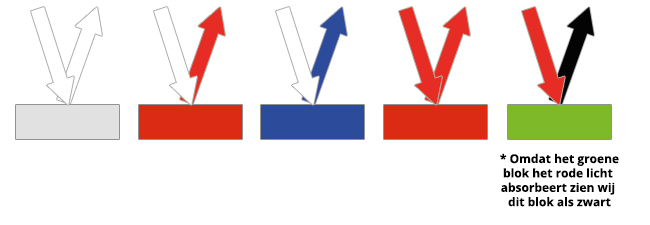 * Omdat het groene
blok het rode licht
absorbeert zien wij
dit blok als zwart